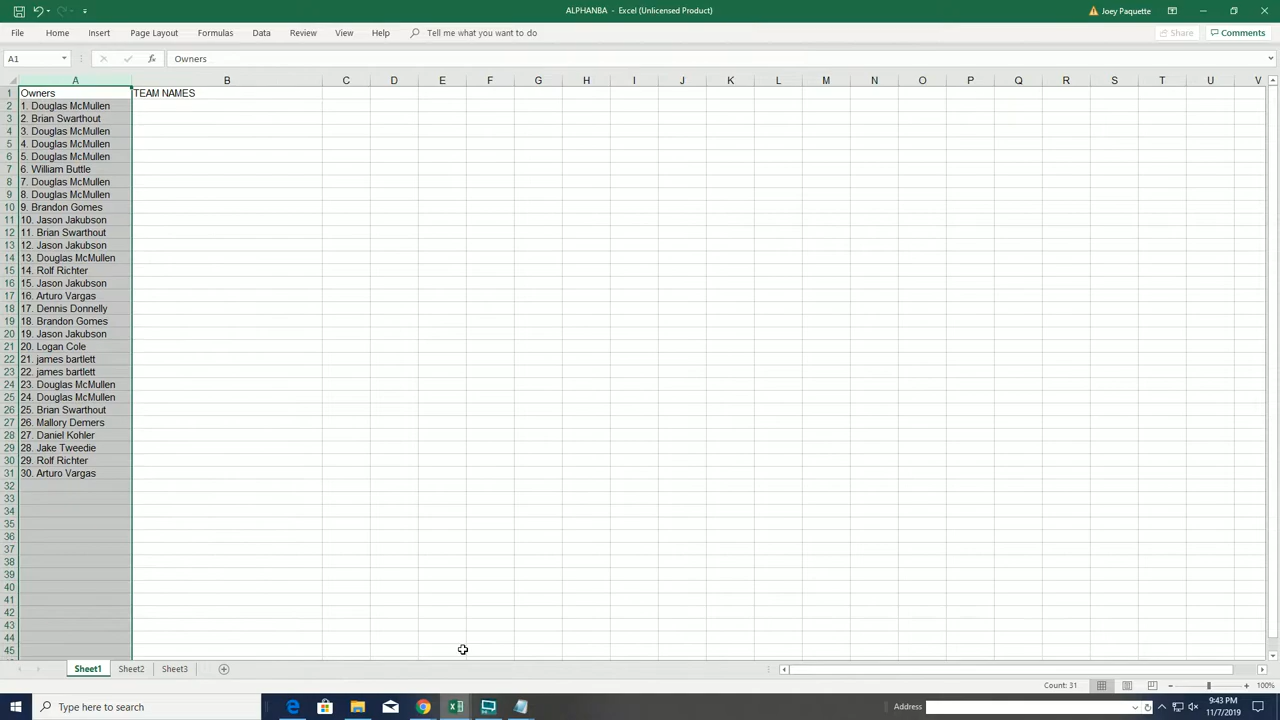 ALPHANBA - Excel (Unlicensed Product)
Joey Paquette
File Home Insert Page Layout Formulas Data Review View Help Tell me what you want to do
Share Comments
A1 fx Owners
A B C D E F G H I J K L M N O P Q R S T U V
1 Owners TEAM NAMES
2 1. Douglas McMullen
3 2. Brian Swarthout
4 3. Douglas McMullen
5 4. Douglas McMullen
6 5. Douglas McMullen
7 6. William Buttle
8 7. Douglas McMullen
9 8. Douglas McMullen
10 9. Brandon Gomes
11 10. Jason Jakubson
12 11. Brian Swarthout
13 12. Jason Jakubson
14 13. Douglas McMullen
15 14. Rolf Richter
16 15. Jason Jakubson
17 16. Arturo Vargas
18 17. Dennis Donnelly
19 18. Brandon Gomes
20 19. Jason Jakubson
21 20. Logan Cole
22 21. james bartlett
23 22. james bartlett
24 23. Douglas McMullen
25 24. Douglas McMullen
26 25. Brian Swarthout
27 26. Mallory Demers
28 27. Daniel Kohler
29 28. Jake Tweedie
30 29. Rolf Richter
31 30. Arturo Vargas
32
33
34
35
36
37
38
39
40
41
42
43
44
45
Sheet1 Sheet2 Sheet3
Count: 31 100%
Type here to search
Address
9:43 PM
11/7/2019